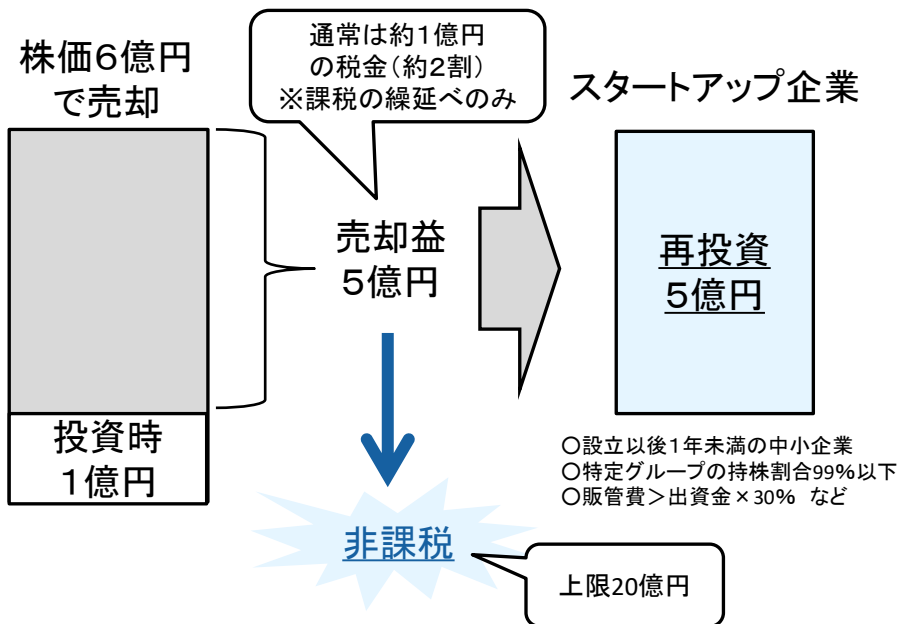 株価６億円
で売却
通常は約１億円
の税金（約２割）
※課税の繰延べのみ
スタートアップ企業
売却益
５億円
再投資
５億円
投資時
１億円
○設立以後１年未満の中小企業
○特定グループの持株割合99％以下
○販管費＞出資金×30％ など
非課税
上限20億円